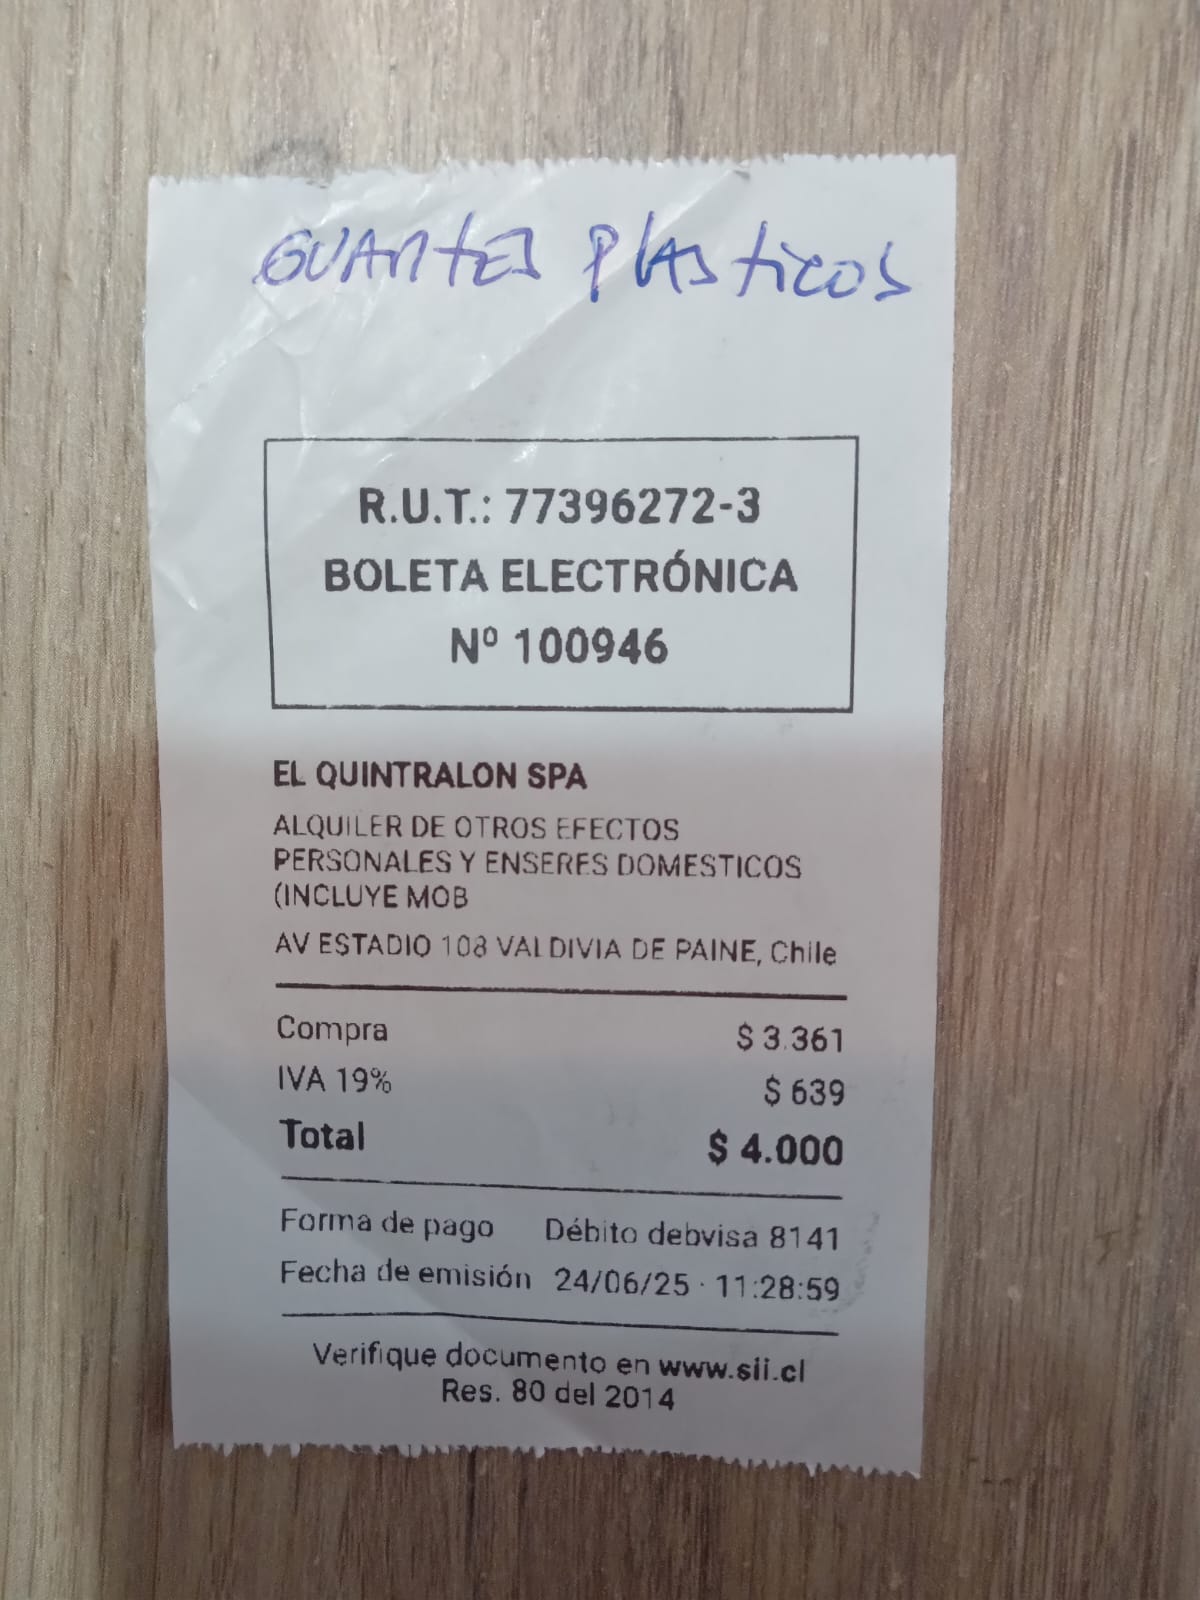 GUANTES PlASticoS
R.U.T.: 77396272-3
BOLETA ELECTRÓNICA
Nº 100946
EL QUINTRALON SPA
ALQUILER DE OTROS EFECTOS
PERSONALES Y ENSERES DOMESTICOS
(INCLUYE MOB
AV ESTADIO 108 VALDIVIA DE PAINE, Chile
Compra $ 3.361
IVA 19% $ 639
Total $ 4.000
Forma de pago Débito debvisa 8141
Fecha de emisión 24/06/25 · 11:28:59
Verifique documento en www.sii.cl
Res. 80 del 2014